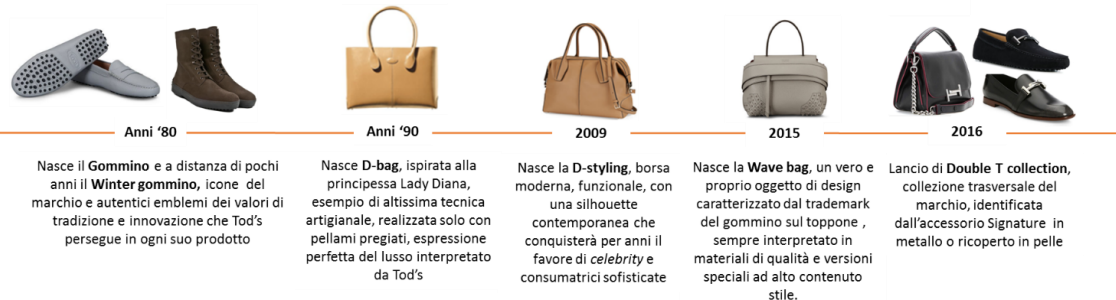 Anni ‘80
Nasce il Gommino e a distanza di pochi
anni il Winter gommino, icone del
marchio e autentici emblemi dei valori di
tradizione e innovazione che Tod’s
persegue in ogni suo prodotto
Anni ‘90
Nasce D-bag, ispirata alla
principessa Lady Diana,
esempio di altissima tecnica
artigianale, realizzata solo con
pellami pregiati, espressione
perfetta del lusso interpretato
da Tod’s
2009
Nasce la D-styling, borsa
moderna, funzionale, con
una silhouette
contemporanea che
conquisterà per anni il
favore di celebrity e
consumatrici sofisticate
2015
Nasce la Wave bag, un vero e
proprio oggetto di design
caratterizzato dal trademark
del gommino sul toppone ,
sempre interpretato in
materiali di qualità e versioni
speciali ad alto contenuto
stile.
2016
Lancio di Double T collection,
collezione trasversale del
marchio, identificata
dall’accessorio Signature in
metallo o ricoperto in pelle